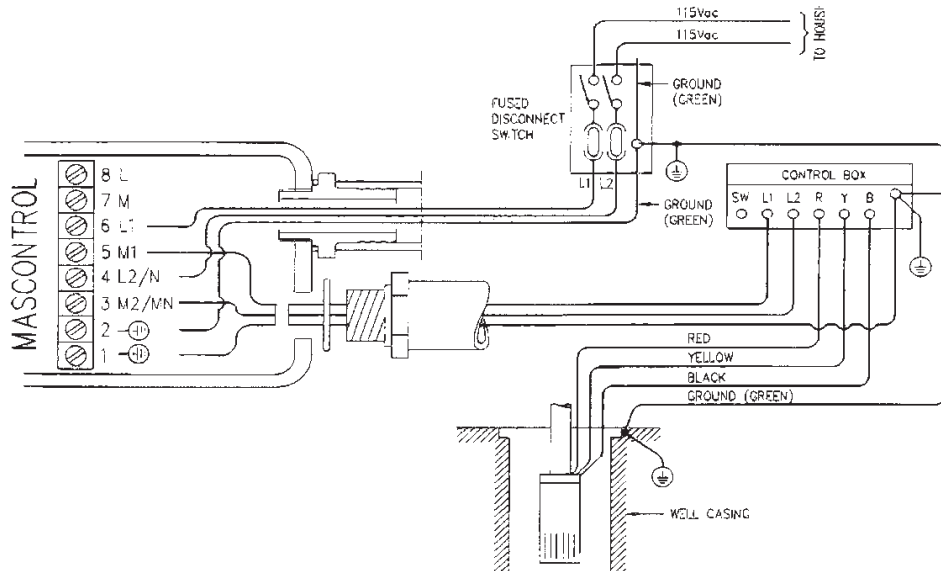 115Vac
115Vac
TO HOUSE
GROUND
(GREEN)
FUSED
DISCONNECT
SWITCH
L1 L2
GROUND
(GREEN)
CONTROL BOX
SW L1 L2 R Y B
MASCONTROL
8 L
7 M
6 L1
5 M1
4 L2/N
3 M2/MN
2
1
RED
YELLOW
BLACK
GROUND (GREEN)
WELL CASING